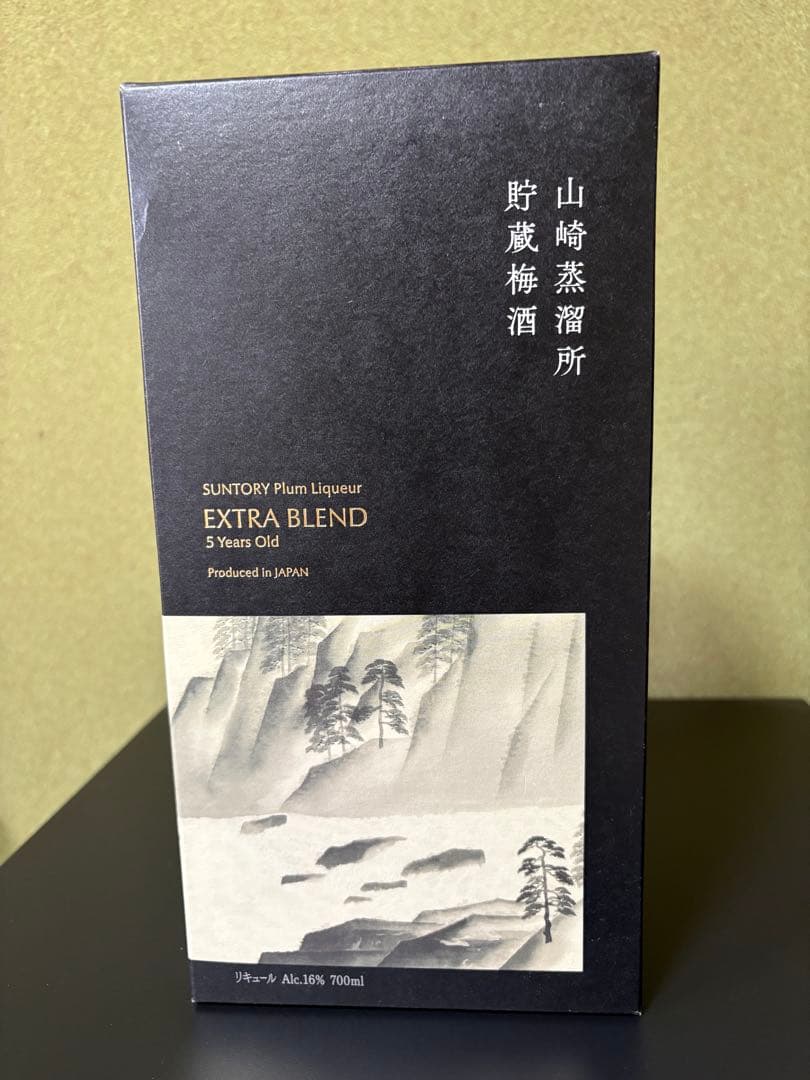 山崎蒸溜所
貯蔵梅酒
SUNTORY Plum Liqueur
EXTRA BLEND
5 Years Old
Produced in JAPAN
リキュール Alc.16% 700ml